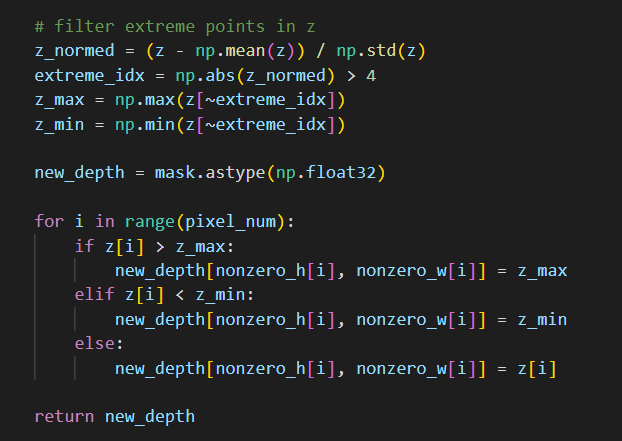 # filter extreme points in z
z_normed = (z - np.mean(z)) / np.std(z)
extreme_idx = np.abs(z_normed) > 4
z_max = np.max(z[~extreme_idx])
z_min = np.min(z[~extreme_idx])

new_depth = mask.astype(np.float32)

for i in range(pixel_num):
    if z[i] > z_max:
        new_depth[nonzero_h[i], nonzero_w[i]] = z_max
    elif z[i] < z_min:
        new_depth[nonzero_h[i], nonzero_w[i]] = z_min
    else:
        new_depth[nonzero_h[i], nonzero_w[i]] = z[i]

return new_depth